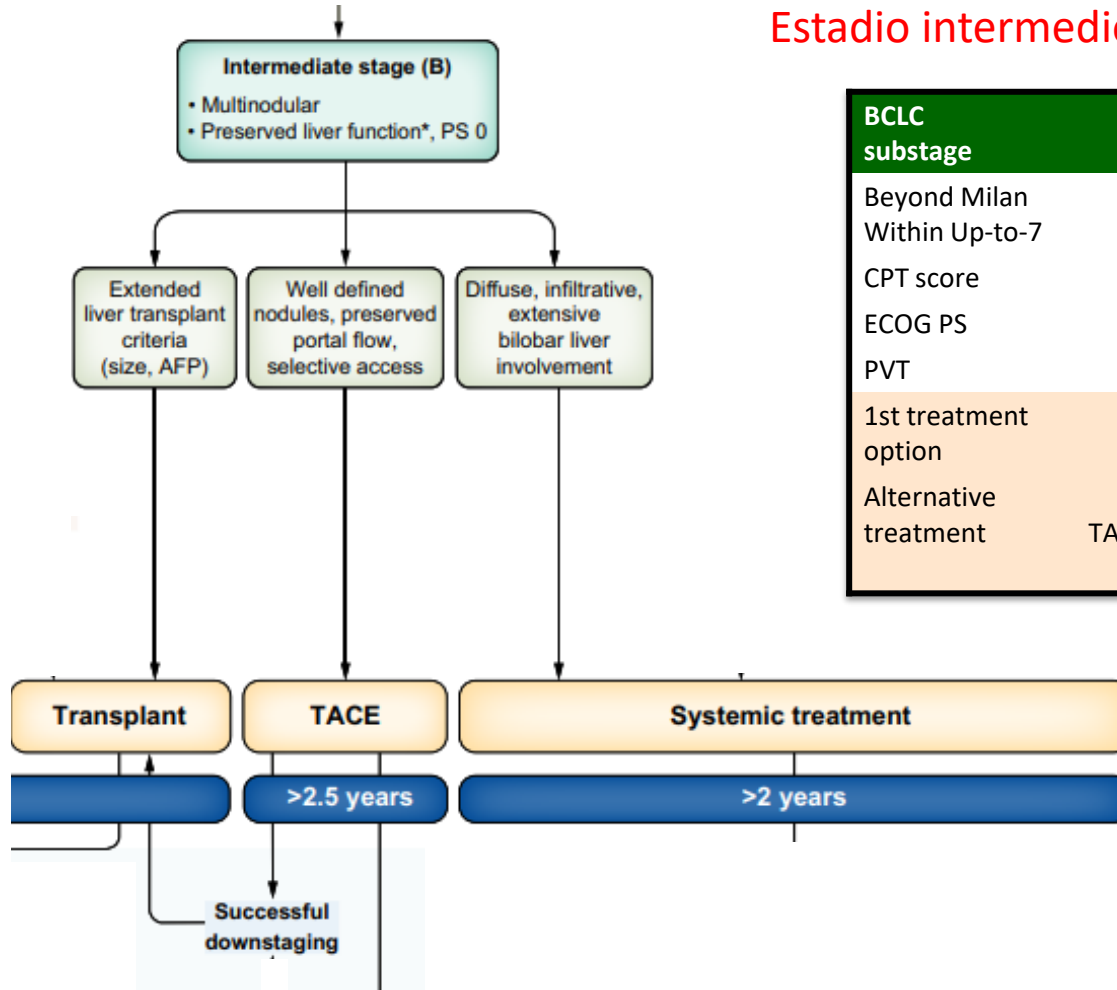 Estadio intermedi
Intermediate stage (B)
• Multinodular
• Preserved liver function*, PS 0
Extended
liver transplant
criteria
(size, AFP)
Well defined
nodules, preserved
portal flow,
selective access
Diffuse, infiltrative,
extensive
bilobar liver
involvement
Transplant
TACE
Systemic treatment
>2.5 years
>2 years
Successful
downstaging
BCLC
substage
Beyond Milan
Within Up-to-7
CPT score
ECOG PS
PVT
1st treatment
option
Alternative
treatment
TA